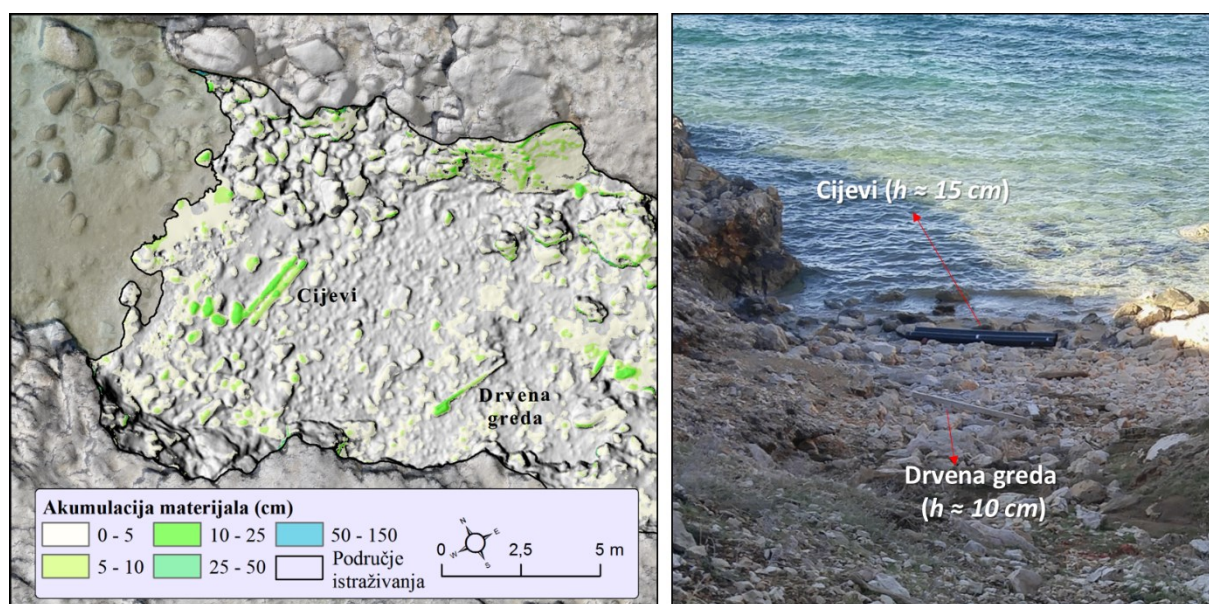 Cijevi
Drvena
greda
Akumulacija materijala (cm)
0 - 5
10 - 25
50 - 150
5 - 10
25 - 50
Područje
istraživanja
N
E
W
S
0
2,5
5 m
Cijevi (h ≈ 15 cm)
Drvena greda
(h ≈ 10 cm)